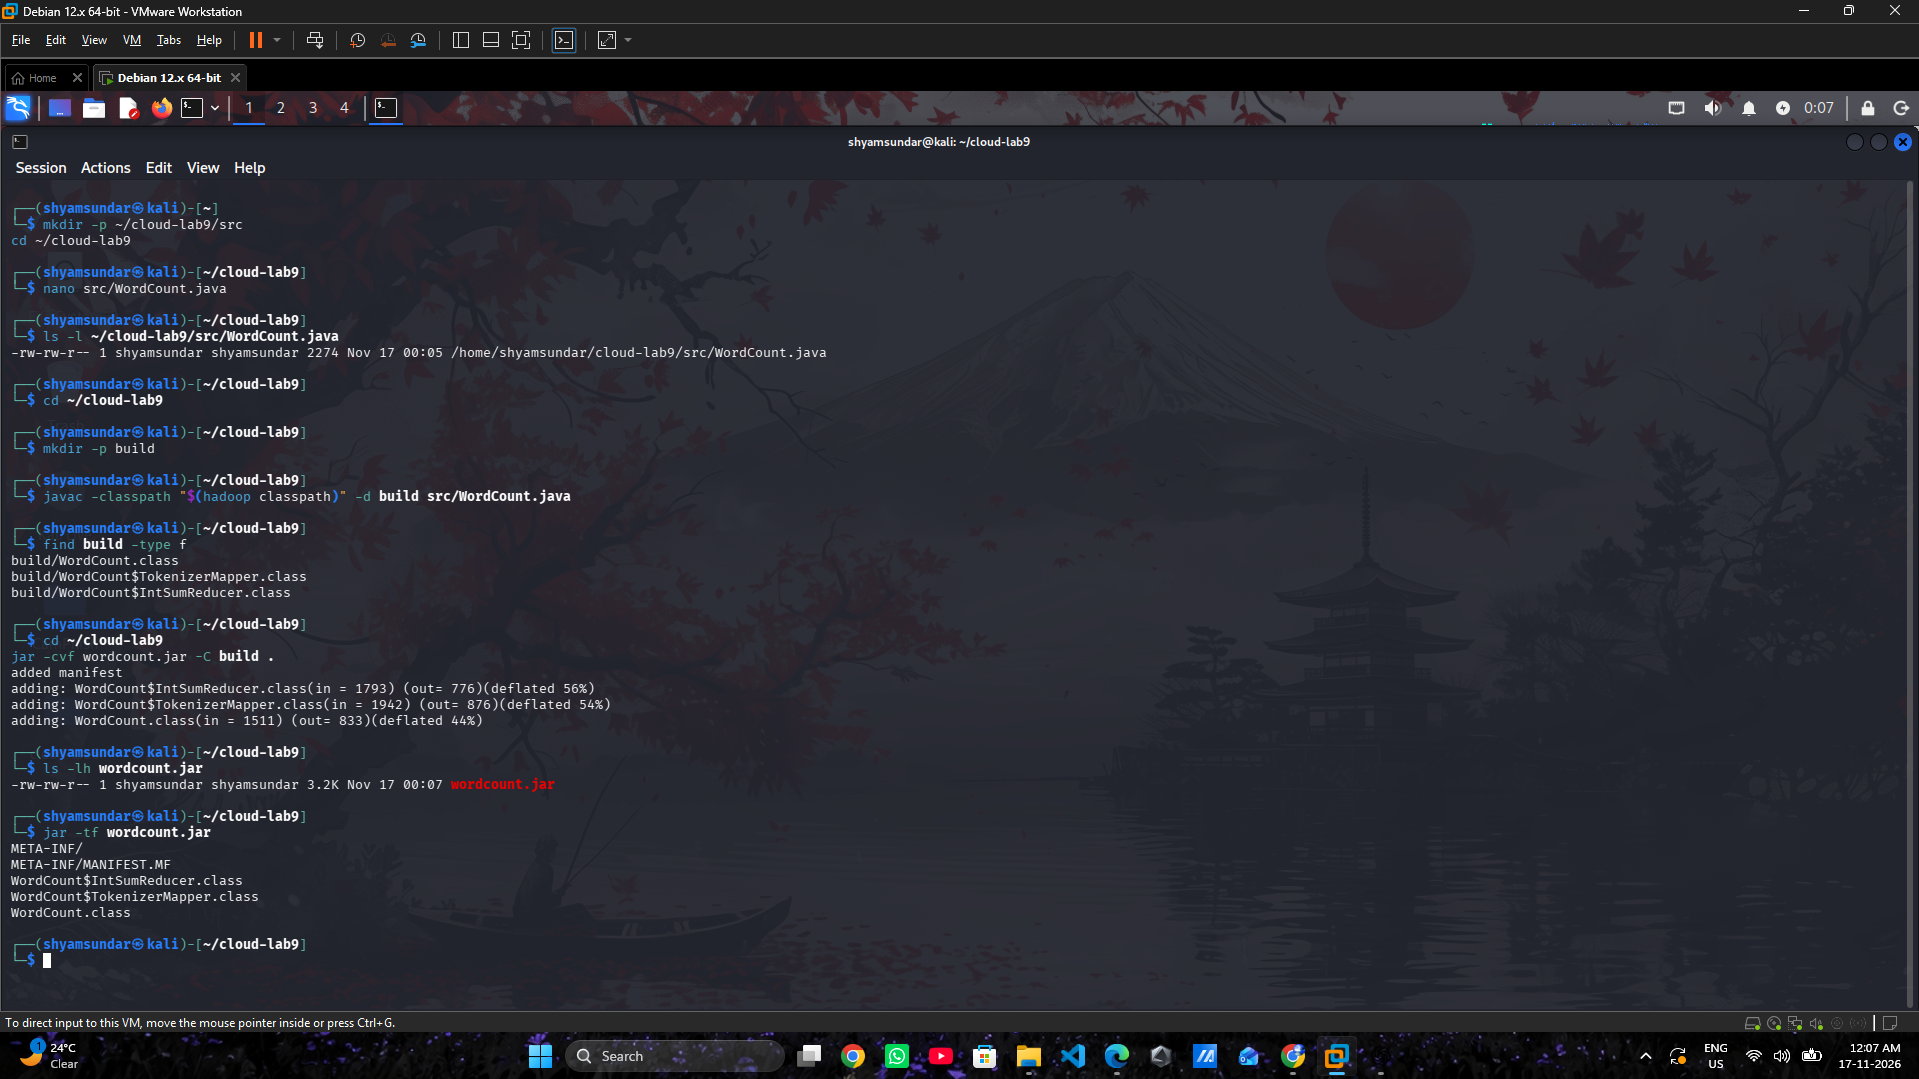 Debian 12.x 64-bit - VMware Workstation
File Edit View VM Tabs Help
Home
Debian 12.x 64-bit
1 2 3 4
0:07
shyamsundar@kali: ~/cloud-lab9
Session Actions Edit View Help
┌──(shyamsundar㉿kali)-[~]
└─$ mkdir -p ~/cloud-lab9/src
cd ~/cloud-lab9
┌──(shyamsundar㉿kali)-[~/cloud-lab9]
└─$ nano src/WordCount.java
┌──(shyamsundar㉿kali)-[~/cloud-lab9]
└─$ ls -l ~/cloud-lab9/src/WordCount.java
-rw-rw-r-- 1 shyamsundar shyamsundar 2274 Nov 17 00:05 /home/shyamsundar/cloud-lab9/src/WordCount.java
┌──(shyamsundar㉿kali)-[~/cloud-lab9]
└─$ cd ~/cloud-lab9
┌──(shyamsundar㉿kali)-[~/cloud-lab9]
└─$ mkdir -p build
┌──(shyamsundar㉿kali)-[~/cloud-lab9]
└─$ javac -classpath "$(hadoop classpath)" -d build src/WordCount.java
┌──(shyamsundar㉿kali)-[~/cloud-lab9]
└─$ find build -type f
build/WordCount.class
build/WordCount$TokenizerMapper.class
build/WordCount$IntSumReducer.class
┌──(shyamsundar㉿kali)-[~/cloud-lab9]
└─$ cd ~/cloud-lab9
jar -cvf wordcount.jar -C build .
added manifest
adding: WordCount$IntSumReducer.class(in = 1793) (out= 776)(deflated 56%)
adding: WordCount$TokenizerMapper.class(in = 1942) (out= 876)(deflated 54%)
adding: WordCount.class(in = 1511) (out= 833)(deflated 44%)
┌──(shyamsundar㉿kali)-[~/cloud-lab9]
└─$ ls -lh wordcount.jar
-rw-rw-r-- 1 shyamsundar shyamsundar 3.2K Nov 17 00:07 wordcount.jar
┌──(shyamsundar㉿kali)-[~/cloud-lab9]
└─$ jar -tf wordcount.jar
META-INF/
META-INF/MANIFEST.MF
WordCount$IntSumReducer.class
WordCount$TokenizerMapper.class
WordCount.class
┌──(shyamsundar㉿kali)-[~/cloud-lab9]
└─$
To direct input to this VM, move the mouse pointer inside or press Ctrl+G.
1
24°C
Clear
Search
ENG
US
12:07 AM
17-11-2026